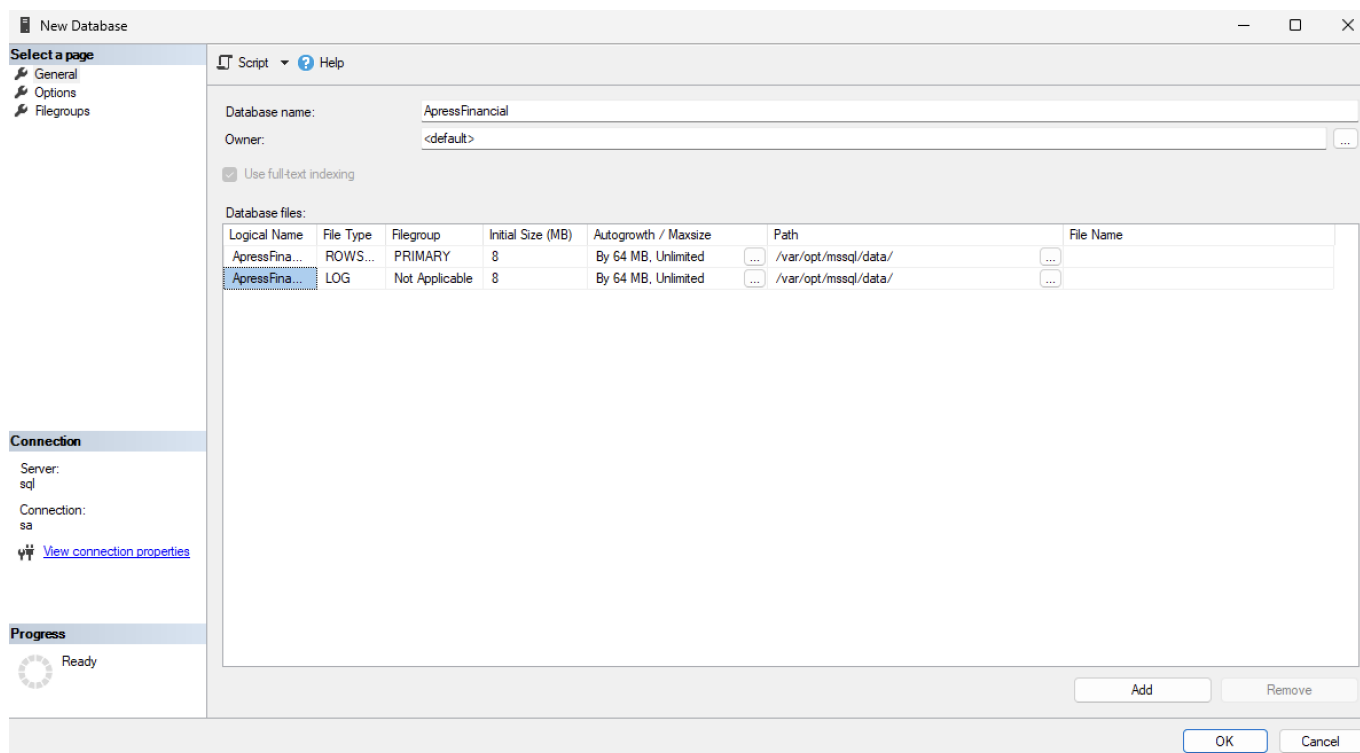 New Database
Select a page
General
Options
Filegroups
Script
Help
Database name:
ApressFinancial
Owner:
<default>
...
Use full-text indexing
Database files:
Logical Name File Type Filegroup Initial Size (MB) Autogrowth / Maxsize Path File Name
ApressFina... ROWS... PRIMARY 8 By 64 MB, Unlimited ... /var/opt/mssql/data/ ...
ApressFina... LOG Not Applicable 8 By 64 MB, Unlimited ... /var/opt/mssql/data/ ...
Connection
Server:
sql
Connection:
sa
View connection properties
Progress
Ready
Add Remove
OK Cancel